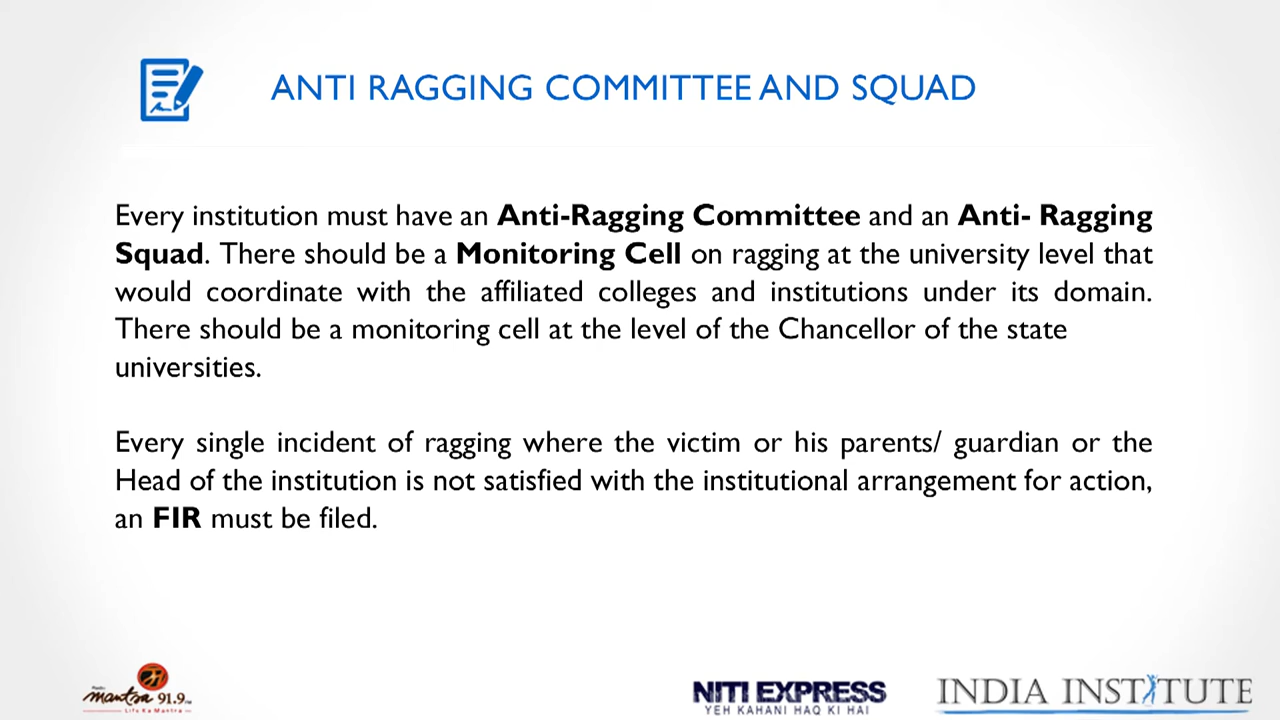 ANTI RAGGING COMMITTEE AND SQUAD
Every institution must have an Anti-Ragging Committee and an Anti- Ragging
Squad. There should be a Monitoring Cell on ragging at the university level that
would coordinate with the affiliated colleges and institutions under its domain.
There should be a monitoring cell at the level of the Chancellor of the state
universities.
Every single incident of ragging where the victim or his parents/ guardian or the
Head of the institution is not satisfied with the institutional arrangement for action,
an FIR must be filed.
Radio
mantra 91.9 FM
Life Ka Mantra
NITI EXPRESS
YEH KAHANI HAQ KI HAI
INDIA INSTITUTE